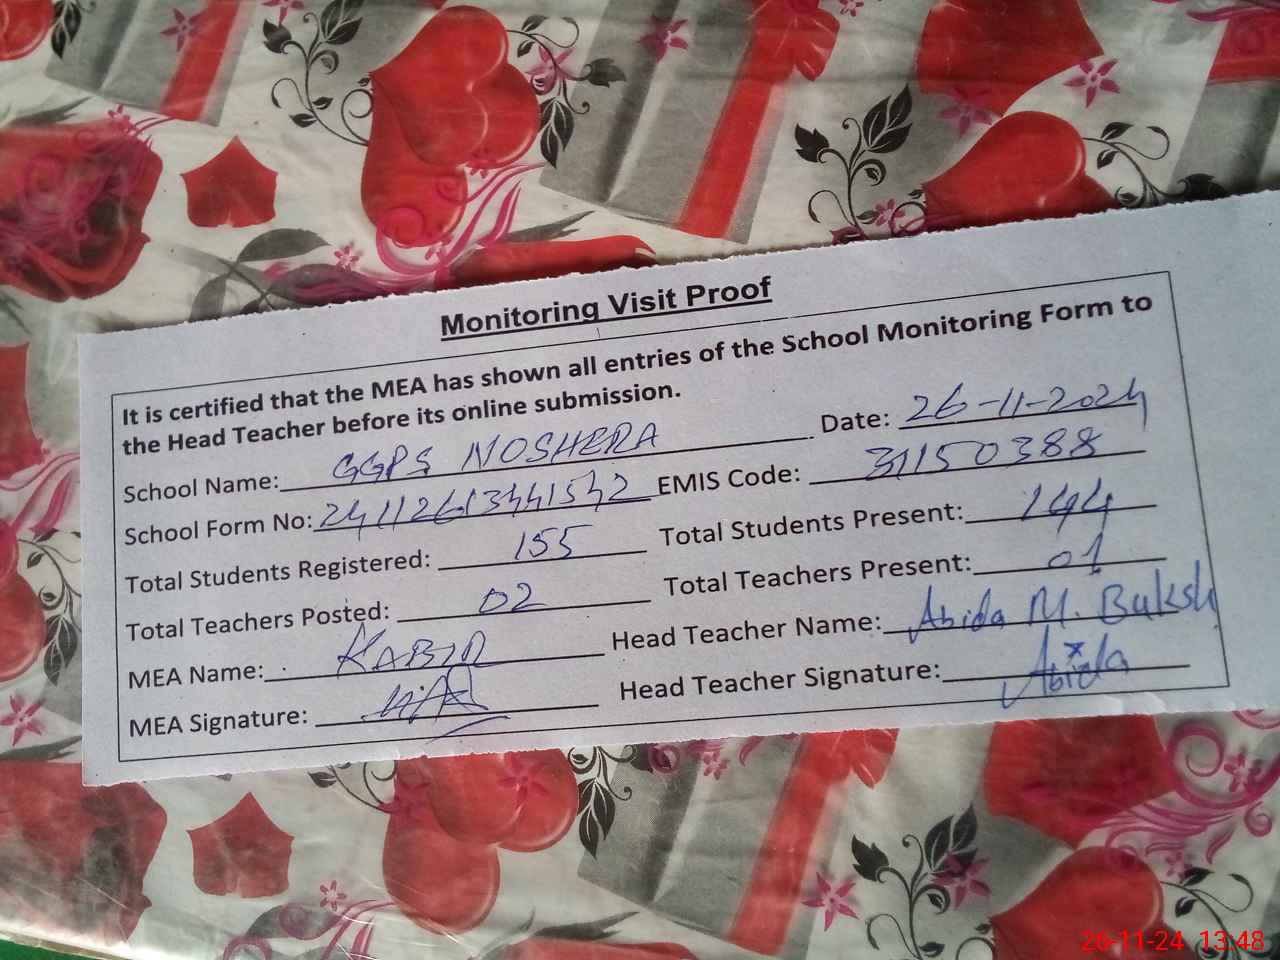 Monitoring Visit Proof
It is certified that the MEA has shown all entries of the School Monitoring Form to
the Head Teacher before its online submission.
School Name: GGPS NOSHERA Date: 26-11-2024
School Form No: 24112613441542 EMIS Code: 31150388
Total Students Registered: 155 Total Students Present: 144
Total Teachers Posted: 02 Total Teachers Present: 01
MEA Name: KABIR Head Teacher Name: Abida M. Buksh
MEA Signature: Head Teacher Signature: Abida
26-11-24 13:48